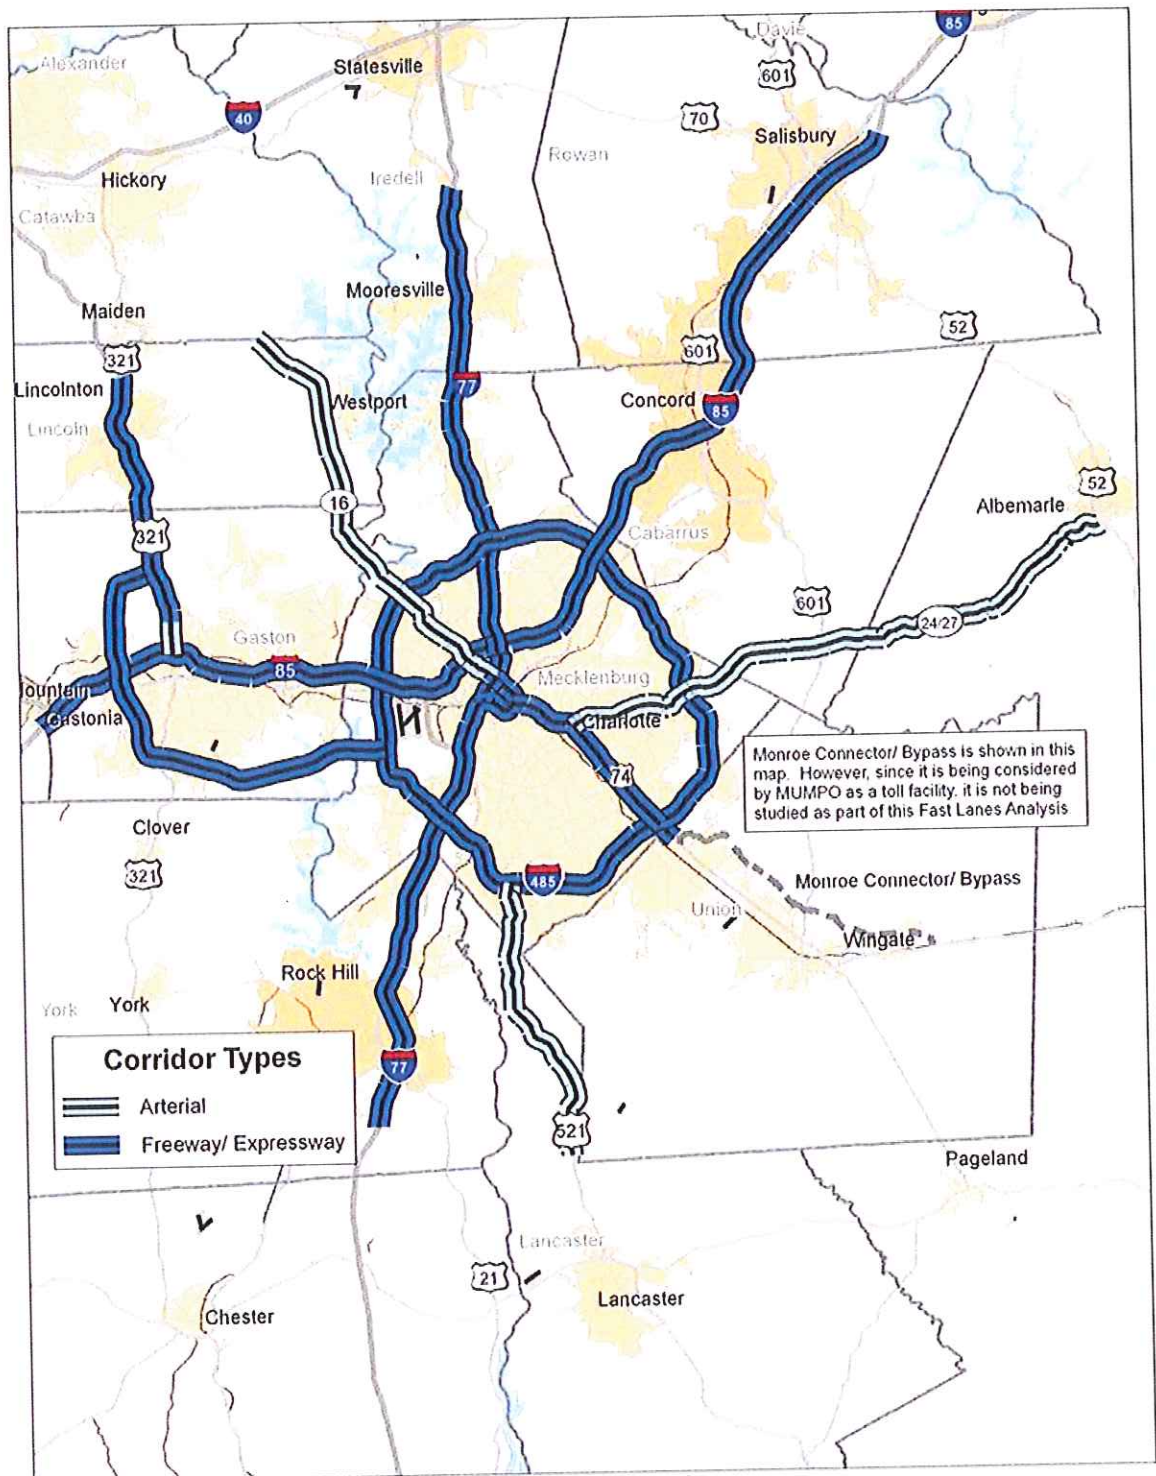 85
Davie
Alexander
Statesville
601
40
70
Salisbury
Rowan
Hickory
Iredell
Catawba
Mooresville
Maiden
52
321
601
77
Lincolnton
Westport
Concord
85
Lincoln
16
52
Albemarle
321
Cabarrus
601
24/27
Gaston
85
Mecklenburg
ountain
Gastonia
Charlotte
74
Monroe Connector/ Bypass is shown in this
map. However, since it is being considered
by MUMPO as a toll facility, it is not being
studied as part of this Fast Lanes Analysis
Clover
321
485
Monroe Connector/ Bypass
Union
Wingate
Rock Hill
York
York
Corridor Types
77
Arterial
Freeway/ Expressway
521
Pageland
Lancaster
21
Lancaster
Chester